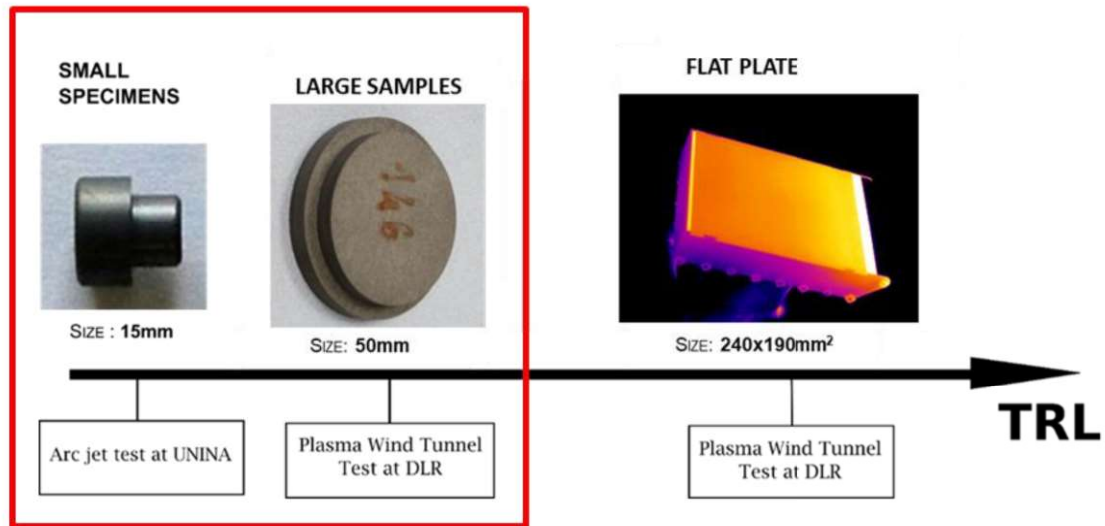 SMALL
SPECIMENS
LARGE SAMPLES
FLAT PLATE
146
SIZE : 15mm
SIZE: 50mm
SIZE: 240x190mm²
Arc jet test at UNINA
Plasma Wind Tunnel
Test at DLR
Plasma Wind Tunnel
Test at DLR
TRL